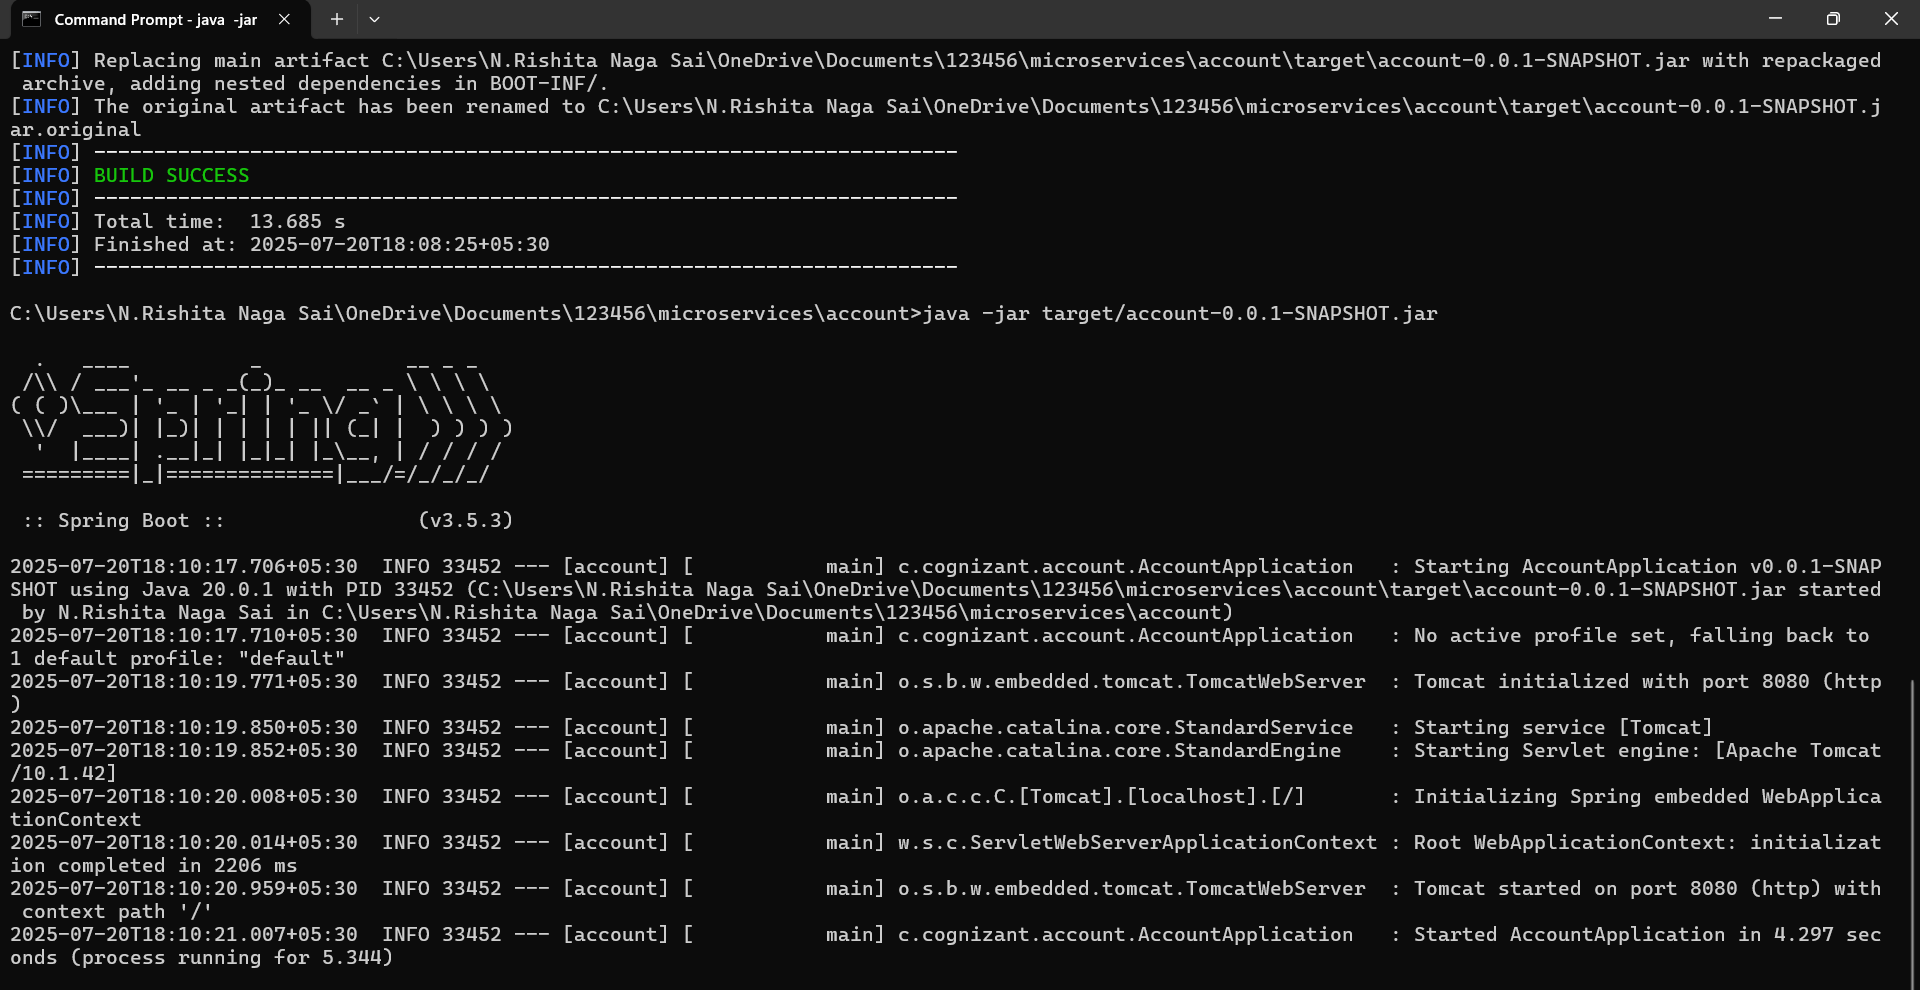 Command Prompt - java  -jar
[INFO] Replacing main artifact C:\Users\N.Rishita Naga Sai\OneDrive\Documents\123456\microservices\account\target\account-0.0.1-SNAPSHOT.jar with repackaged
 archive, adding nested dependencies in BOOT-INF/.
[INFO] The original artifact has been renamed to C:\Users\N.Rishita Naga Sai\OneDrive\Documents\123456\microservices\account\target\account-0.0.1-SNAPSHOT.j
ar.original
[INFO] ------------------------------------------------------------------------
[INFO] BUILD SUCCESS
[INFO] ------------------------------------------------------------------------
[INFO] Total time:  13.685 s
[INFO] Finished at: 2025-07-20T18:08:25+05:30
[INFO] ------------------------------------------------------------------------
C:\Users\N.Rishita Naga Sai\OneDrive\Documents\123456\microservices\account>java -jar target/account-0.0.1-SNAPSHOT.jar
  .   ____          _            __ _ _
 /\\ / ___'_ __ _ _(_)_ __  __ _ \ \ \ \
( ( )\___ | '_ | '_| | '_ \/ _` | \ \ \ \
 \\/  ___)| |_)| | | | | || (_| |  ) ) ) )
  '  |____| .__|_| |_|_| |_\__, | / / / /
 =========|_|==============|___/=/_/_/_/
 :: Spring Boot ::                (v3.5.3)
2025-07-20T18:10:17.706+05:30  INFO 33452 --- [account] [           main] c.cognizant.account.AccountApplication   : Starting AccountApplication v0.0.1-SNAP
SHOT using Java 20.0.1 with PID 33452 (C:\Users\N.Rishita Naga Sai\OneDrive\Documents\123456\microservices\account\target\account-0.0.1-SNAPSHOT.jar started
 by N.Rishita Naga Sai in C:\Users\N.Rishita Naga Sai\OneDrive\Documents\123456\microservices\account)
2025-07-20T18:10:17.710+05:30  INFO 33452 --- [account] [           main] c.cognizant.account.AccountApplication   : No active profile set, falling back to
1 default profile: "default"
2025-07-20T18:10:19.771+05:30  INFO 33452 --- [account] [           main] o.s.b.w.embedded.tomcat.TomcatWebServer  : Tomcat initialized with port 8080 (http
)
2025-07-20T18:10:19.850+05:30  INFO 33452 --- [account] [           main] o.apache.catalina.core.StandardService   : Starting service [Tomcat]
2025-07-20T18:10:19.852+05:30  INFO 33452 --- [account] [           main] o.apache.catalina.core.StandardEngine    : Starting Servlet engine: [Apache Tomcat
/10.1.42]
2025-07-20T18:10:20.008+05:30  INFO 33452 --- [account] [           main] o.a.c.c.C.[Tomcat].[localhost].[/]       : Initializing Spring embedded WebApplica
tionContext
2025-07-20T18:10:20.014+05:30  INFO 33452 --- [account] [           main] w.s.c.ServletWebServerApplicationContext : Root WebApplicationContext: initializat
ion completed in 2206 ms
2025-07-20T18:10:20.959+05:30  INFO 33452 --- [account] [           main] o.s.b.w.embedded.tomcat.TomcatWebServer  : Tomcat started on port 8080 (http) with
 context path '/'
2025-07-20T18:10:21.007+05:30  INFO 33452 --- [account] [           main] c.cognizant.account.AccountApplication   : Started AccountApplication in 4.297 sec
onds (process running for 5.344)